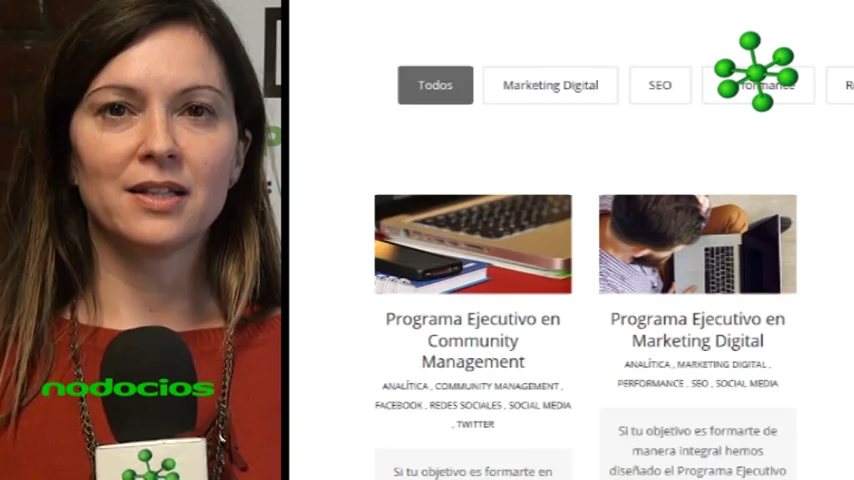 Todos
Marketing Digital
SEO
nodocios
Programa Ejecutivo en
Community
Management
ANALÍTICA , COMMUNITY MANAGEMENT ,
FACEBOOK , REDES SOCIALES , SOCIAL MEDIA
, TWITTER
Si tu objetivo es formarte en
Programa Ejecutivo en
Marketing Digital
ANALÍTICA , MARKETING DIGITAL ,
PERFORMANCE , SEO , SOCIAL MEDIA
Si tu objetivo es formarte de
manera integral hemos
diseñado el Programa Ejecutivo